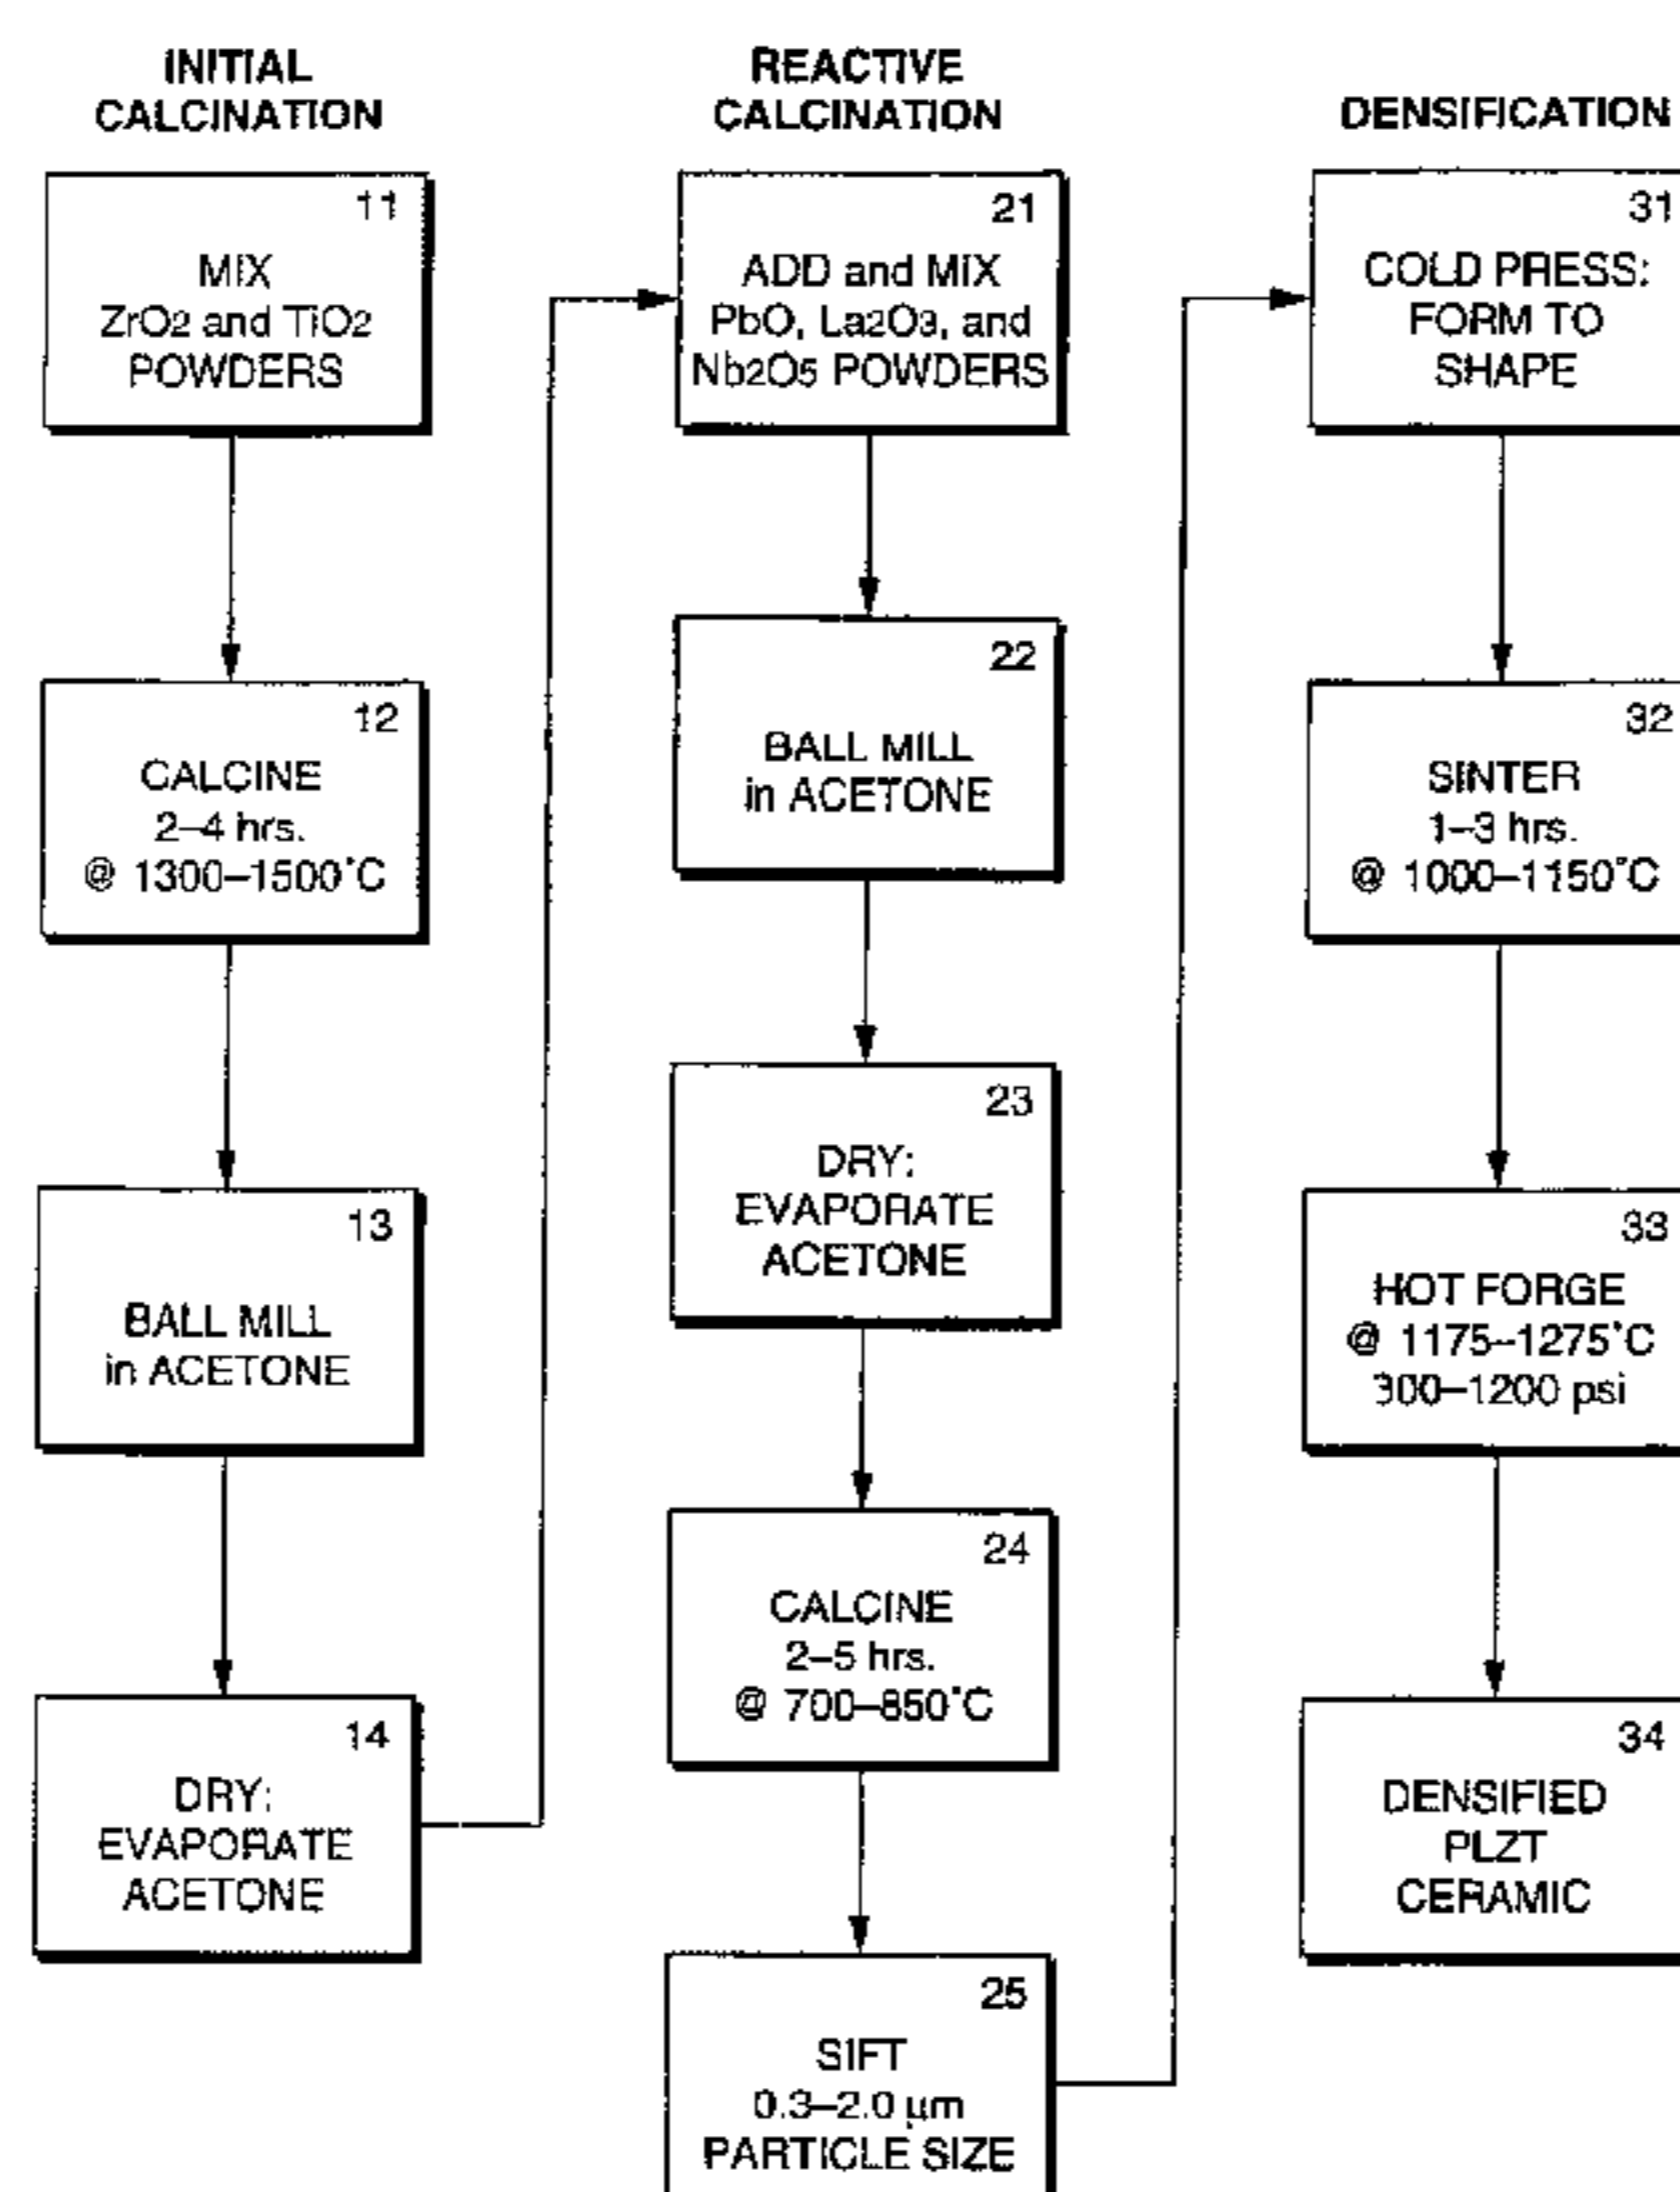 INITIAL
CALCINATION
11
MIX
ZrO2 and TiO2
POWDERS
12
CALCINE
2–4 hrs.
@ 1300–1500°C
13
BALL MILL
in ACETONE
14
DRY:
EVAPORATE
ACETONE
REACTIVE
CALCINATION
21
ADD and MIX
PbO, La2O3, and
Nb2O5 POWDERS
22
BALL MILL
in ACETONE
23
DRY:
EVAPORATE
ACETONE
24
CALCINE
2–5 hrs.
@ 700–850°C
25
SIFT
0.3–2.0 µm
PARTICLE SIZE
DENSIFICATION
31
COLD PRESS:
FORM TO
SHAPE
32
SINTER
1–3 hrs.
@ 1000–1150°C
33
HOT FORGE
@ 1175–1275°C
300–1200 psi
34
DENSIFIED
PLZT
CERAMIC